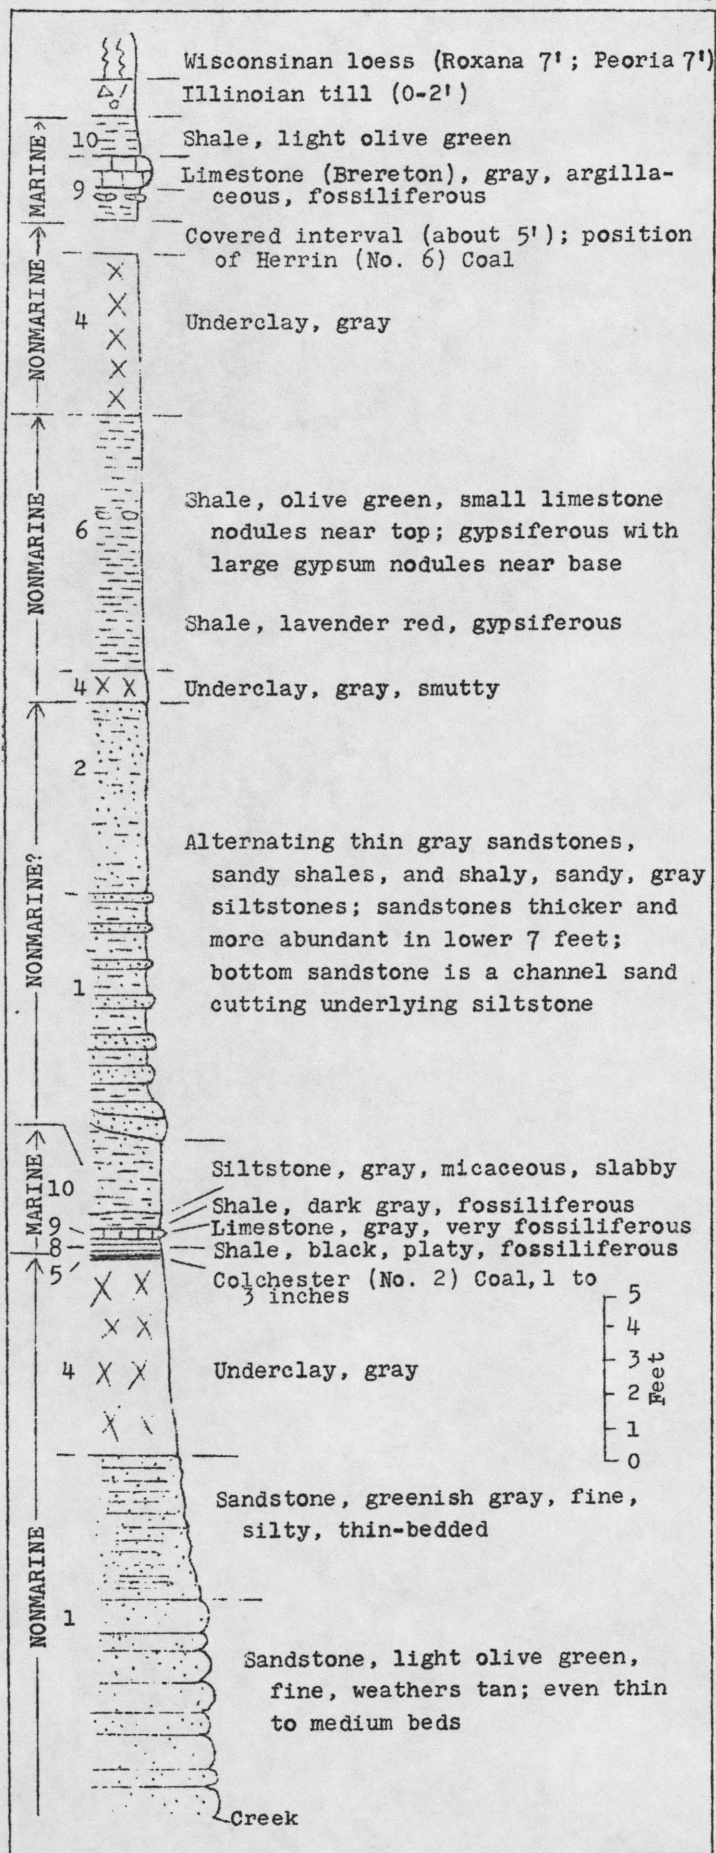 Wisconsinan loess (Roxana 7'; Peoria 7')
Illinoian till (0-2')
10
Shale, light olive green
MARINE
9
Limestone (Brereton), gray, argilla-
ceous, fossiliferous
Covered interval (about 5'); position
of Herrin (No. 6) Coal
NONMARINE
4
Underclay, gray
NONMARINE
6
Shale, olive green, small limestone
nodules near top; gypsiferous with
large gypsum nodules near base
Shale, lavender red, gypsiferous
4
Underclay, gray, smutty
2
NONMARINE?
Alternating thin gray sandstones,
sandy shales, and shaly, sandy, gray
siltstones; sandstones thicker and
more abundant in lower 7 feet;
bottom sandstone is a channel sand
cutting underlying siltstone
1
MARINE
10
Siltstone, gray, micaceous, slabby
Shale, dark gray, fossiliferous
9
Limestone, gray, very fossiliferous
8
Shale, black, platy, fossiliferous
5
Colchester (No. 2) Coal, 1 to
3 inches
4
Underclay, gray
5
4
3
2
1
0
Feet
Sandstone, greenish gray, fine,
silty, thin-bedded
NONMARINE
1
Sandstone, light olive green,
fine, weathers tan; even thin
to medium beds
Creek